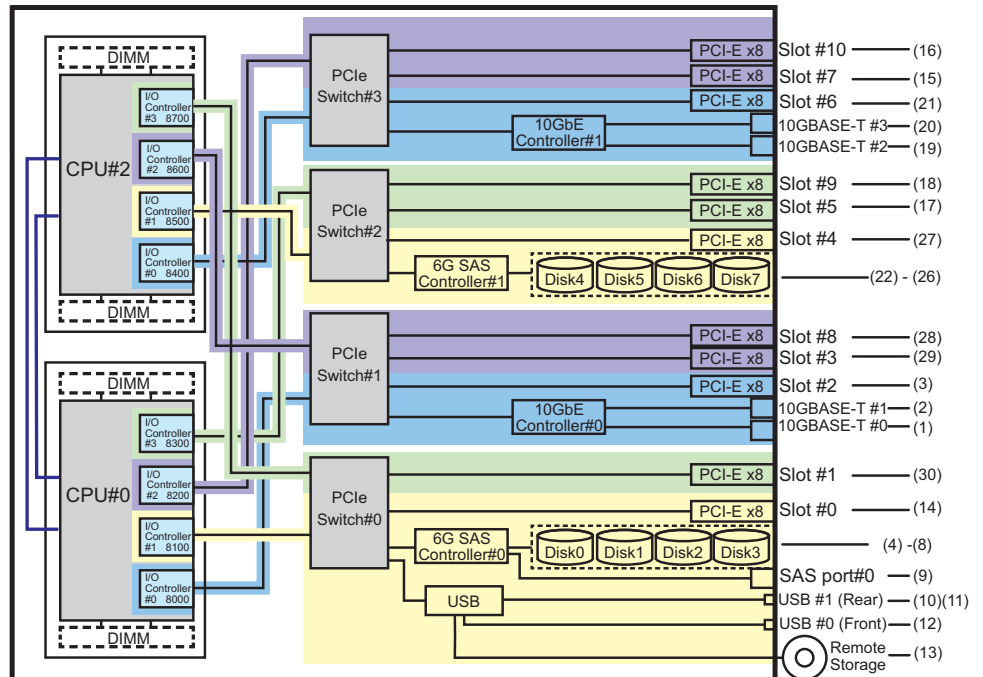 DIMM
CPU#2
I/O
Controller
#3 8700
I/O
Controller
#2 8600
I/O
Controller
#1 8500
I/O
Controller
#0 8400
DIMM
DIMM
CPU#0
I/O
Controller
#3 8300
I/O
Controller
#2 8200
I/O
Controller
#1 8100
I/O
Controller
#0 8000
DIMM
PCIe
Switch#3
PCI-E x8 Slot #10 (16)
PCI-E x8 Slot #7 (15)
PCI-E x8 Slot #6 (21)
10GbE
Controller#1
10GBASE-T #3 (20)
10GBASE-T #2 (19)
PCIe
Switch#2
PCI-E x8 Slot #9 (18)
PCI-E x8 Slot #5 (17)
PCI-E x8 Slot #4 (27)
6G SAS
Controller#1
Disk4 Disk5 Disk6 Disk7 (22) - (26)
PCIe
Switch#1
PCI-E x8 Slot #8 (28)
PCI-E x8 Slot #3 (29)
PCI-E x8 Slot #2 (3)
10GbE
Controller#0
10GBASE-T #1 (2)
10GBASE-T #0 (1)
PCIe
Switch#0
PCI-E x8 Slot #1 (30)
PCI-E x8 Slot #0 (14)
6G SAS
Controller#0
Disk0 Disk1 Disk2 Disk3 (4) -(8)
SAS port#0 (9)
USB
USB #1 (Rear) (10)(11)
USB #0 (Front) (12)
Remote
Storage (13)